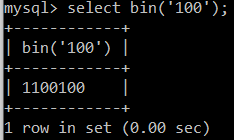 mysql> select bin('100');
+------------+
| bin('100') |
+------------+
| 1100100    |
+------------+
1 row in set (0.00 sec)